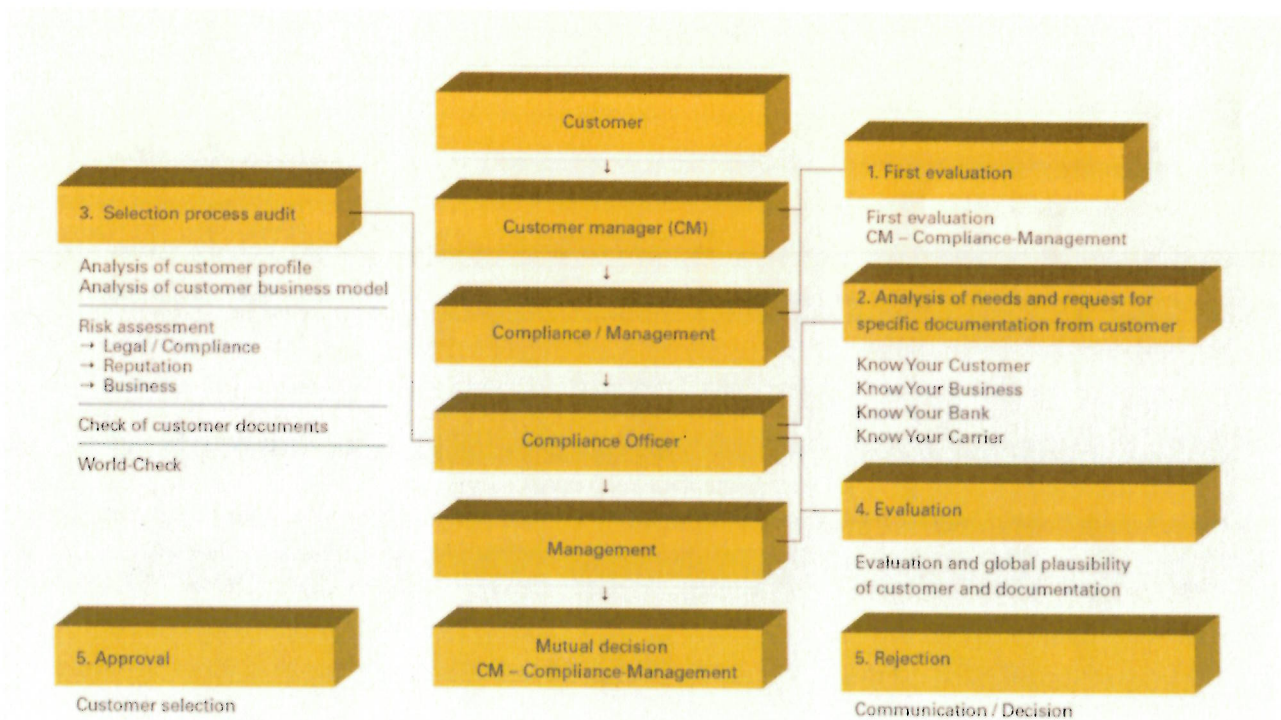 Customer
Customer manager (CM)
Compliance / Management
Compliance Officer
Management
Mutual decision
CM – Compliance-Management
1. First evaluation
First evaluation
CM – Compliance-Management
2. Analysis of needs and request for
specific documentation from customer
Know Your Customer
Know Your Business
Know Your Bank
Know Your Carrier
3. Selection process audit
Analysis of customer profile
Analysis of customer business model
Risk assessment
→ Legal / Compliance
→ Reputation
→ Business
Check of customer documents
World-Check
4. Evaluation
Evaluation and global plausibility
of customer and documentation
5. Approval
Customer selection
5. Rejection
Communication / Decision